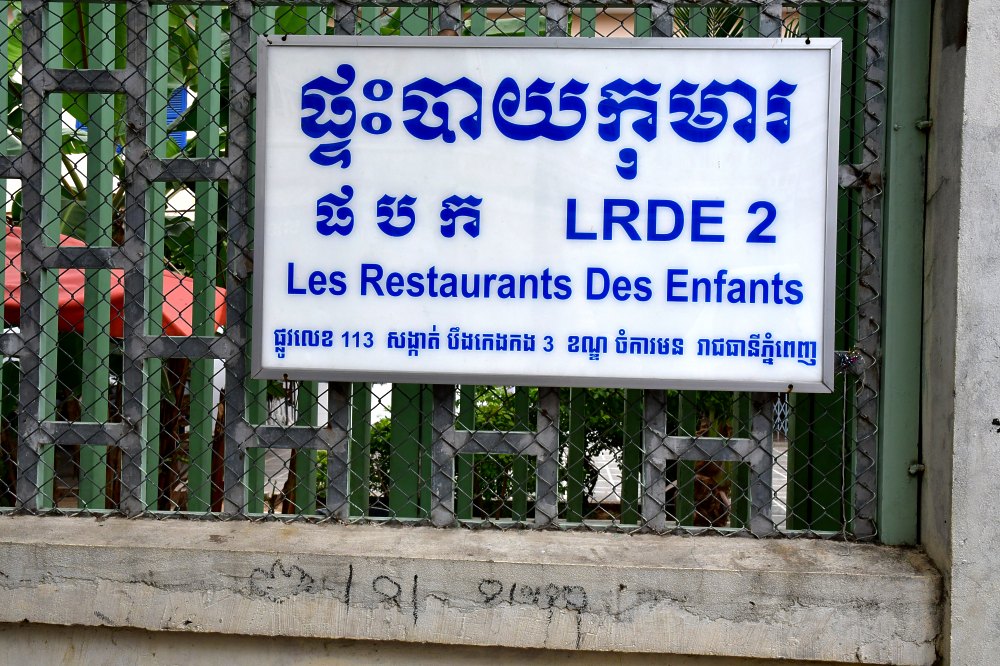 ផ្ទះបាយកុមារ
ផ ប ក LRDE 2
Les Restaurants Des Enfants
ផ្លូវលេខ 113 សង្កាត់ បឹងកេងកង 3 ខណ្ឌ ចំការមន រាជធានីភ្នំពេញ